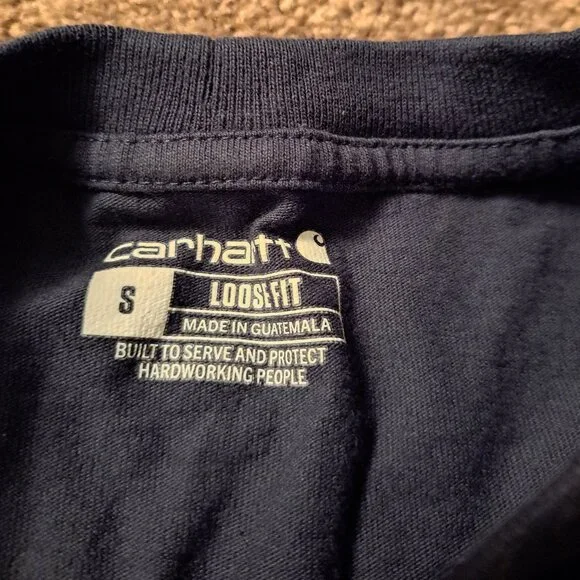 carhartt
S
LOOSE FIT
MADE IN GUATEMALA
BUILT TO SERVE AND PROTECT
HARDWORKING PEOPLE